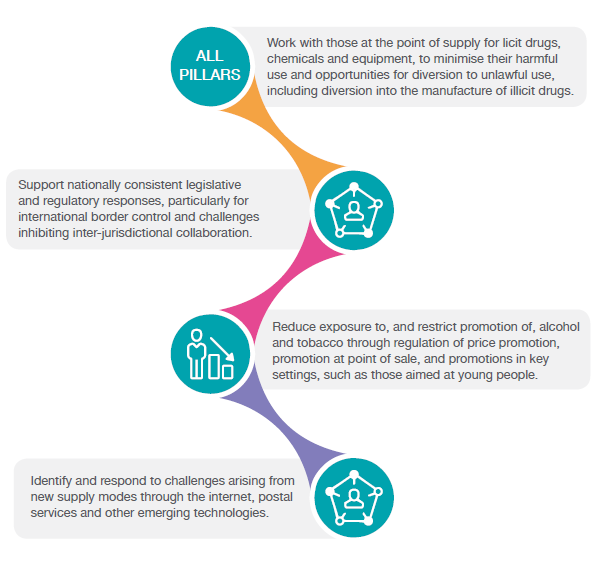 ALL
PILLARS
Work with those at the point of supply for licit drugs,
chemicals and equipment, to minimise their harmful
use and opportunities for diversion to unlawful use,
including diversion into the manufacture of illicit drugs.
Support nationally consistent legislative
and regulatory responses, particularly for
international border control and challenges
inhibiting inter-jurisdictional collaboration.
Reduce exposure to, and restrict promotion of, alcohol
and tobacco through regulation of price promotion,
promotion at point of sale, and promotions in key
settings, such as those aimed at young people.
Identify and respond to challenges arising from
new supply modes through the internet, postal
services and other emerging technologies.